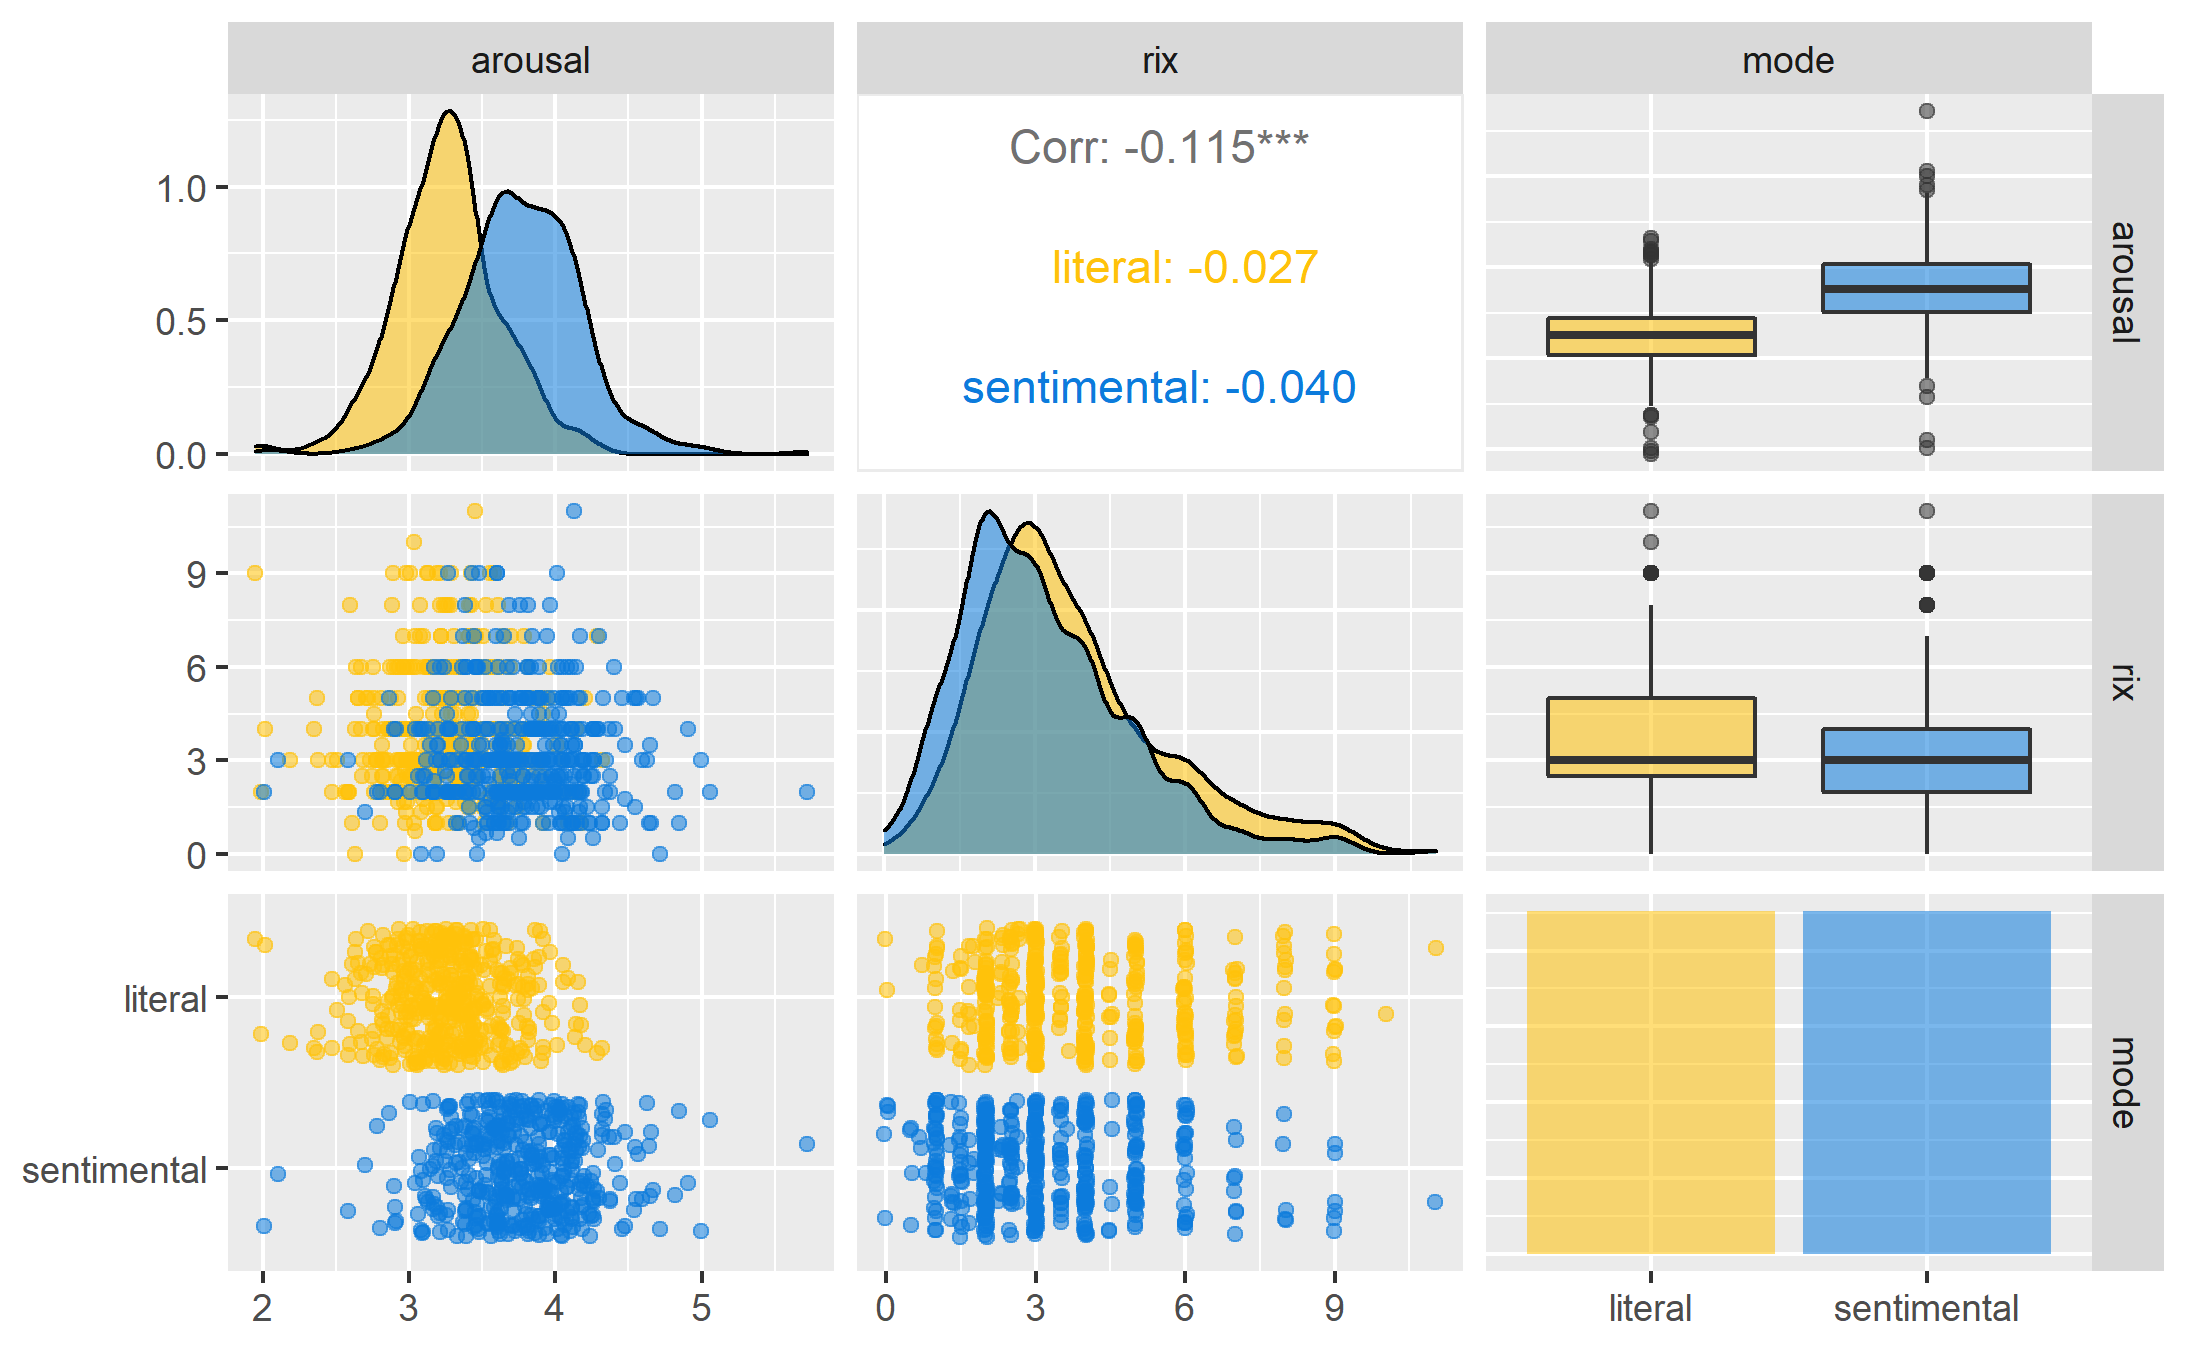 arousal rix mode
1.0
0.5
0.0
Corr: -0.115***
literal: -0.027
sentimental: -0.040
arousal
9
6
3
0
rix
literal
sentimental
mode
2 3 4 5 0 3 6 9 literal sentimental